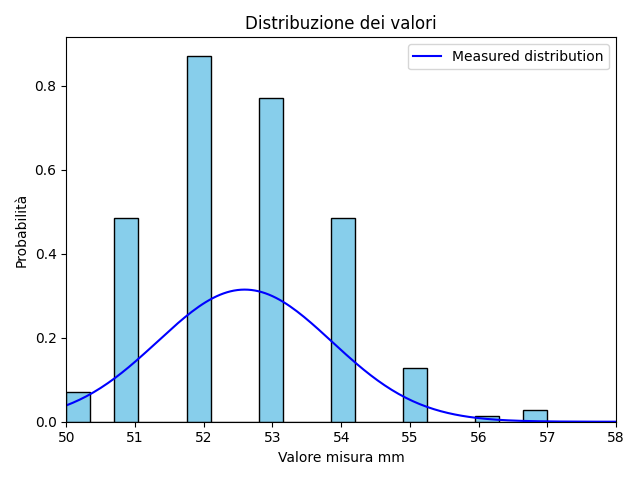 Distribuzione dei valori
Measured distribution
Probabilità
0.8
0.6
0.4
0.2
0.0
50 51 52 53 54 55 56 57 58
Valore misura mm